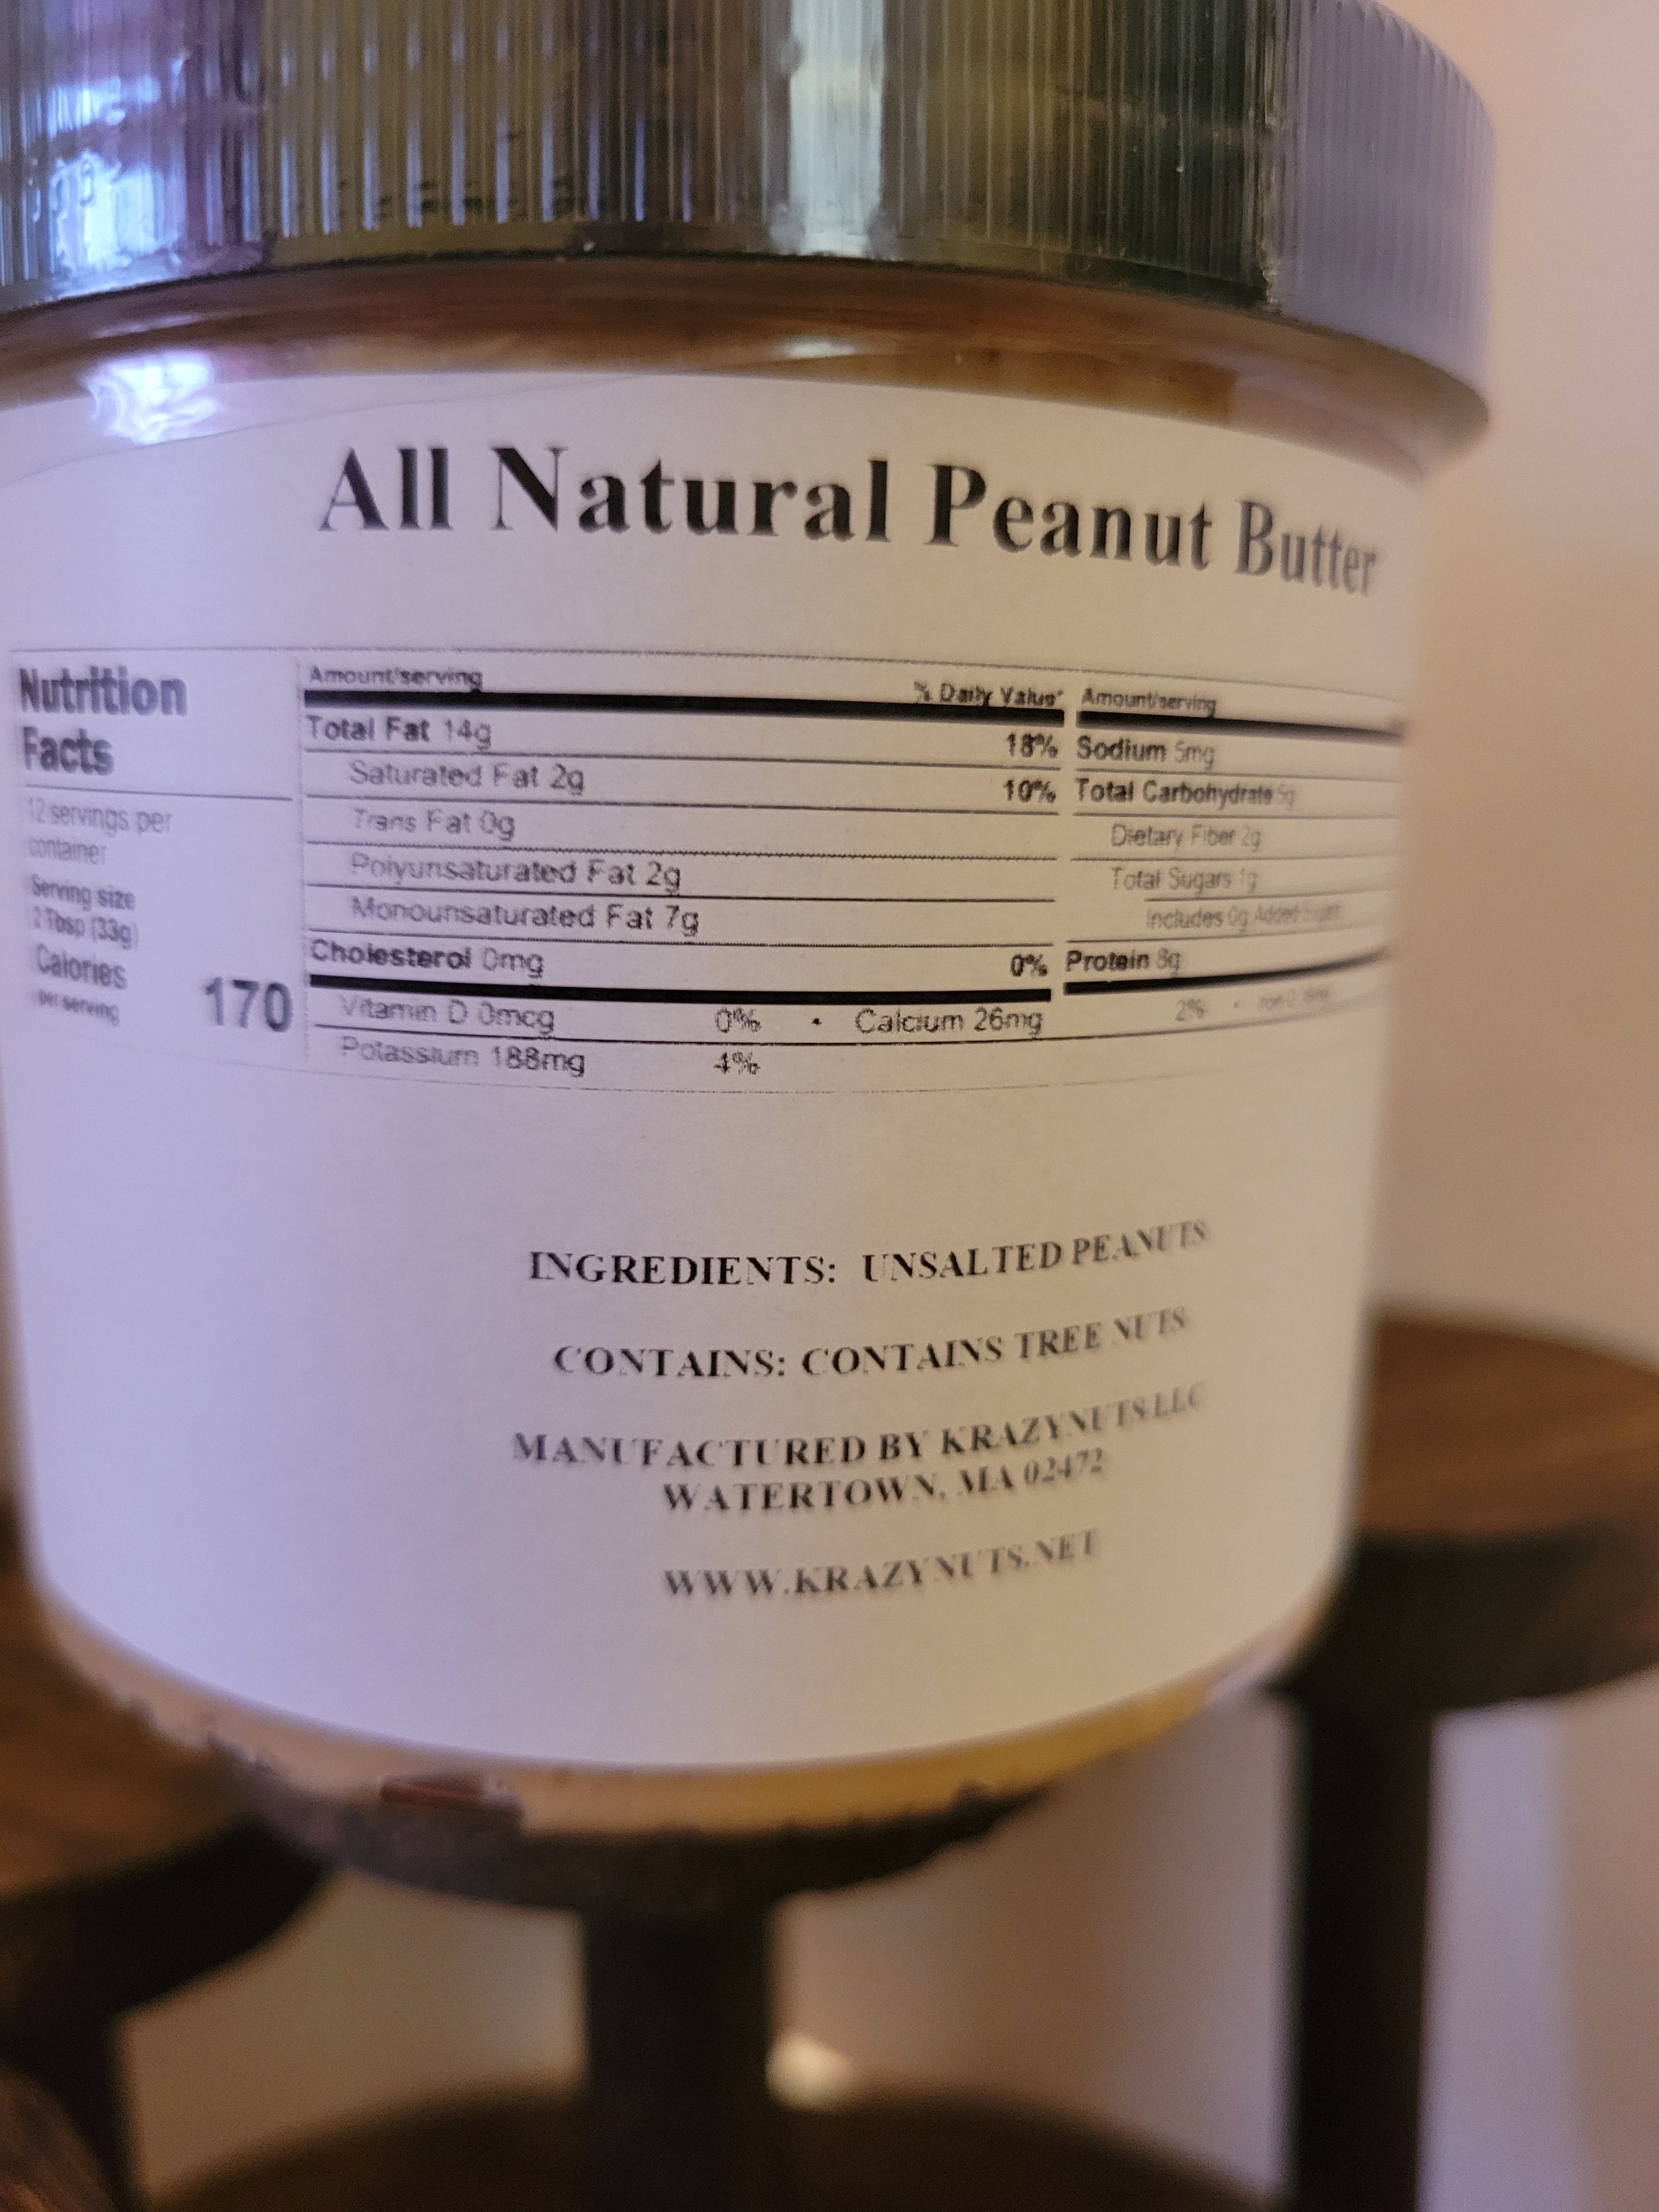 All Natural Peanut Butter
Nutrition
Facts
12 servings per
container
Serving size
2 Tbsp (33g)
Calories
per serving
170
Amount/serving % Daily Value*
Total Fat 14g 18%
Saturated Fat 2g 10%
Trans Fat 0g
Polyunsaturated Fat 2g
Monounsaturated Fat 7g
Cholesterol 0mg 0%
Amount/serving
Sodium 5mg
Total Carbohydrate 5g
Dietary Fiber 2g
Total Sugars 1g
Includes 0g Added Sugars
Protein 8g
Vitamin D 0mcg 0% • Calcium 26mg 2% •
Potassium 188mg 4%
INGREDIENTS: UNSALTED PEANUTS
CONTAINS: CONTAINS TREE NUTS
MANUFACTURED BY KRAZYNUTS LLC
WATERTOWN, MA 02472
WWW.KRAZYNUTS.NET